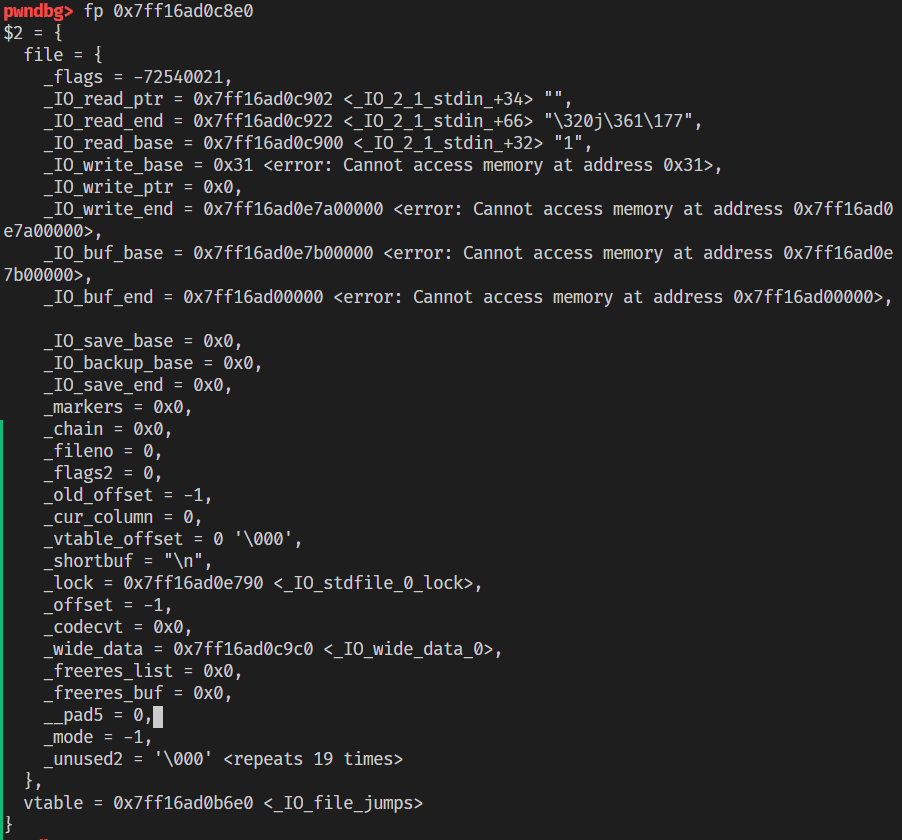 pwndbg> fp 0x7ff16ad0c8e0
$2 = {
  file = {
    _flags = -72540021,
    _IO_read_ptr = 0x7ff16ad0c902 <_IO_2_1_stdin_+34> "",
    _IO_read_end = 0x7ff16ad0c922 <_IO_2_1_stdin_+66> "\320j\361\177",
    _IO_read_base = 0x7ff16ad0c900 <_IO_2_1_stdin_+32> "1",
    _IO_write_base = 0x31 <error: Cannot access memory at address 0x31>,
    _IO_write_ptr = 0x0,
    _IO_write_end = 0x7ff16ad0e7a00000 <error: Cannot access memory at address 0x7ff16ad0
e7a00000>,
    _IO_buf_base = 0x7ff16ad0e7b00000 <error: Cannot access memory at address 0x7ff16ad0e
7b00000>,
    _IO_buf_end = 0x7ff16ad00000 <error: Cannot access memory at address 0x7ff16ad00000>,
    _IO_save_base = 0x0,
    _IO_backup_base = 0x0,
    _IO_save_end = 0x0,
    _markers = 0x0,
    _chain = 0x0,
    _fileno = 0,
    _flags2 = 0,
    _old_offset = -1,
    _cur_column = 0,
    _vtable_offset = 0 '\000',
    _shortbuf = "\n",
    _lock = 0x7ff16ad0e790 <_IO_stdfile_0_lock>,
    _offset = -1,
    _codecvt = 0x0,
    _wide_data = 0x7ff16ad0c9c0 <_IO_wide_data_0>,
    _freeres_list = 0x0,
    _freeres_buf = 0x0,
    __pad5 = 0,
    _mode = -1,
    _unused2 = '\000' <repeats 19 times>
  },
  vtable = 0x7ff16ad0b6e0 <_IO_file_jumps>
}